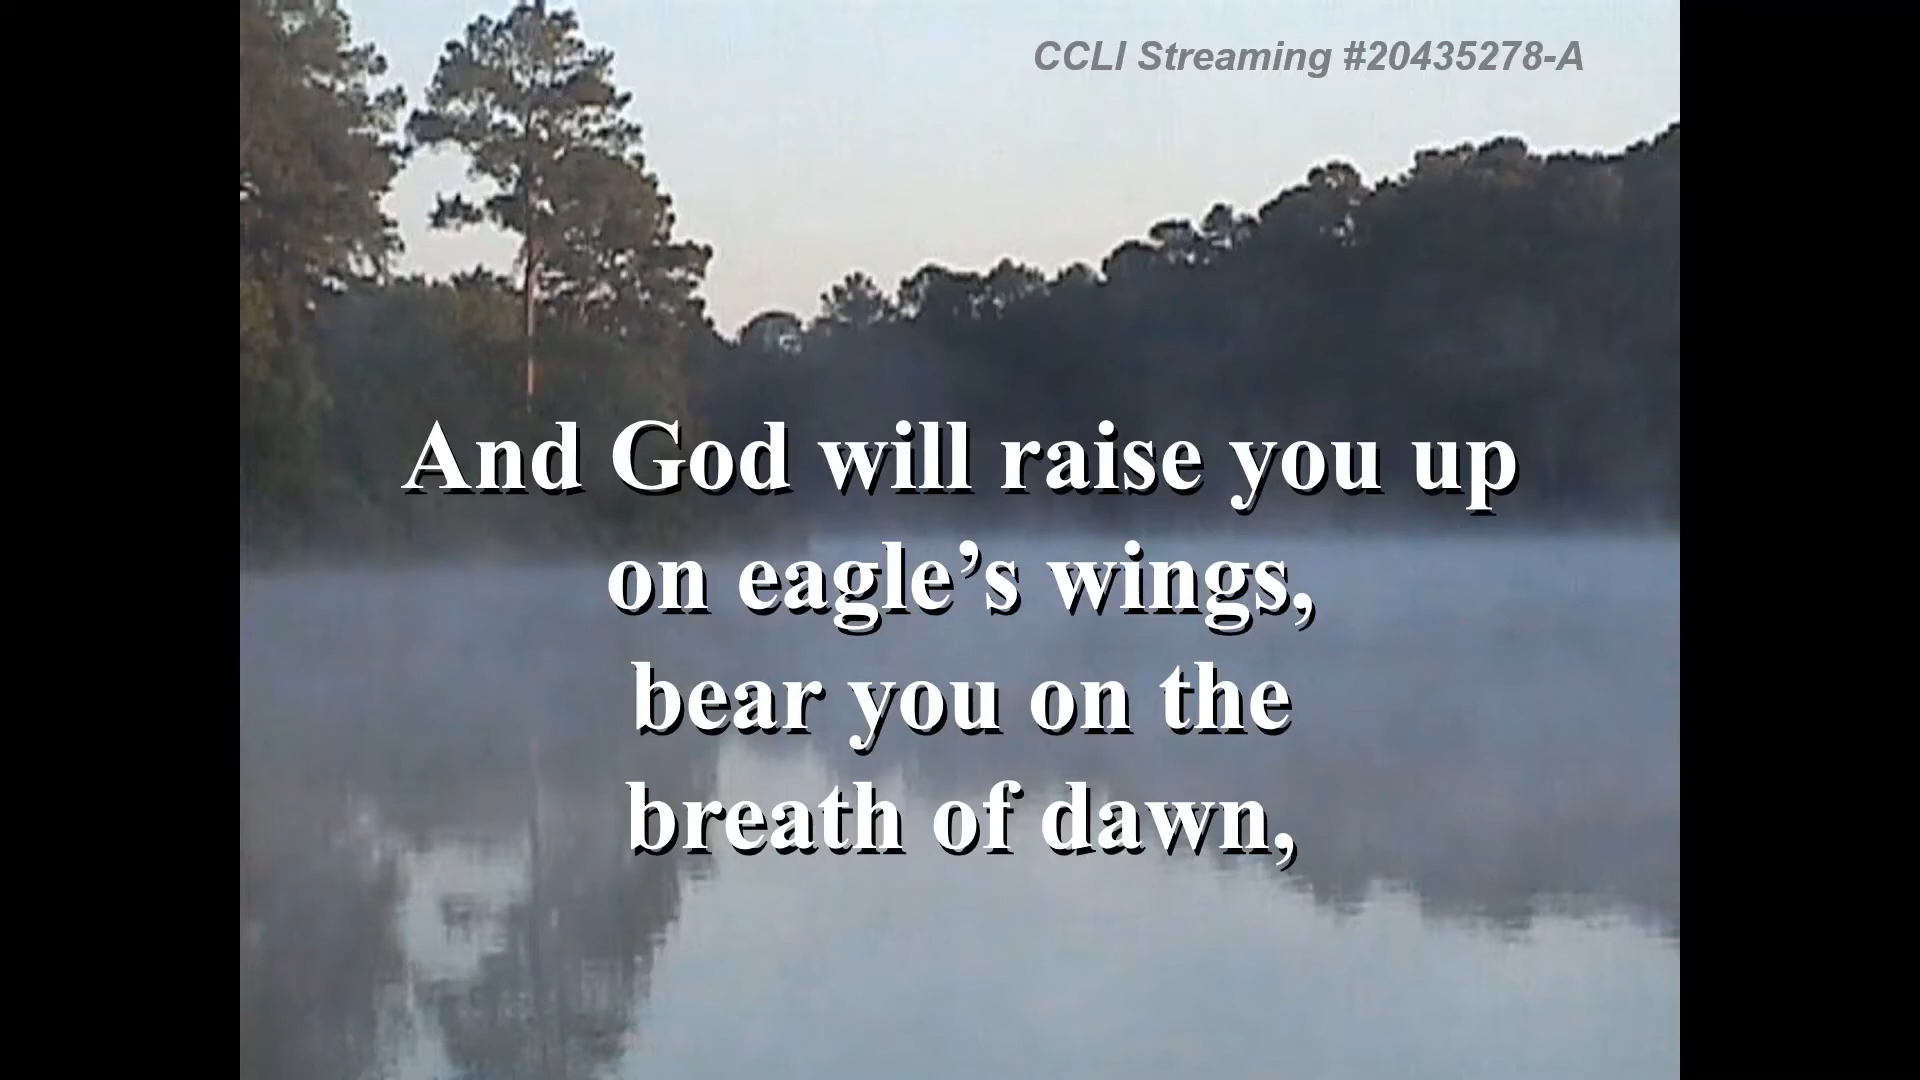 CCLI Streaming #20435278-A
And God will raise you up
on eagle’s wings,
bear you on the
breath of dawn,